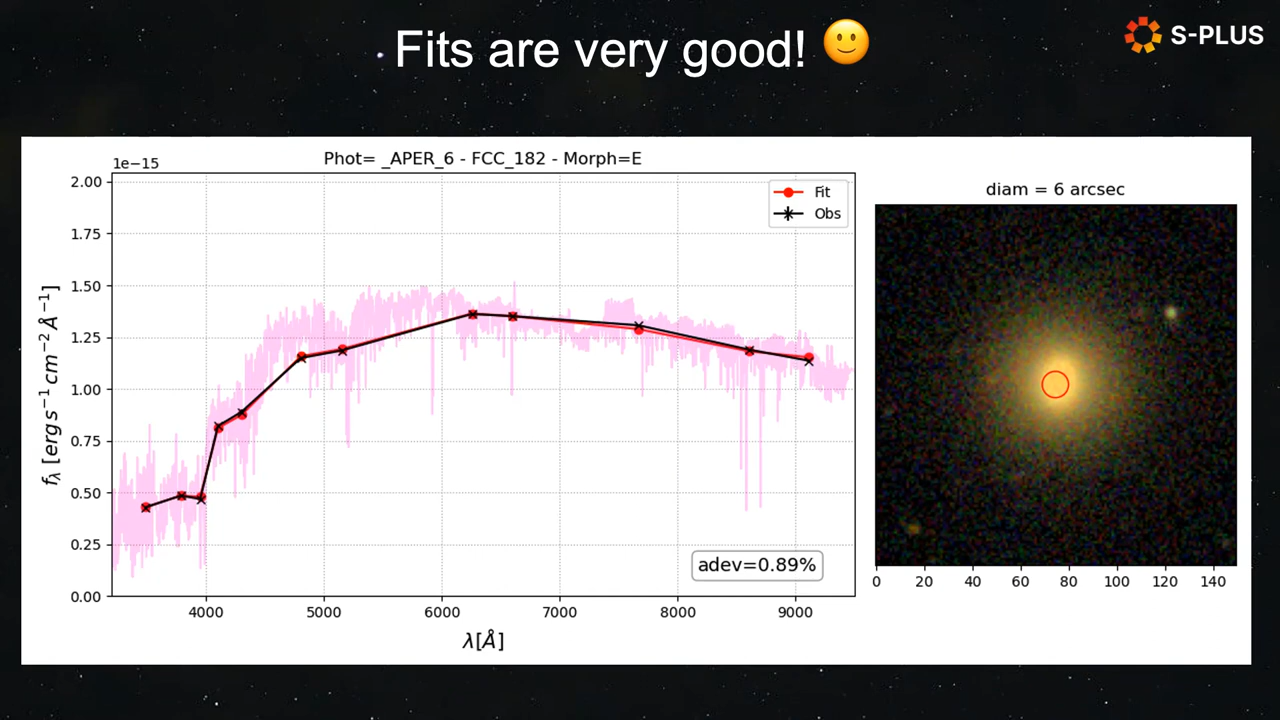 Fits are very good! 🙂
S-PLUS
Phot= _APER_6 - FCC_182 - Morph=E
1e−15
2.00
1.75
1.50
1.25
1.00
0.75
0.50
0.25
0.00
f_λ [erg s⁻¹ cm⁻² Å⁻¹]
Fit
Obs
adev=0.89%
4000 5000 6000 7000 8000 9000
λ[Å]
diam = 6 arcsec
0 20 40 60 80 100 120 140